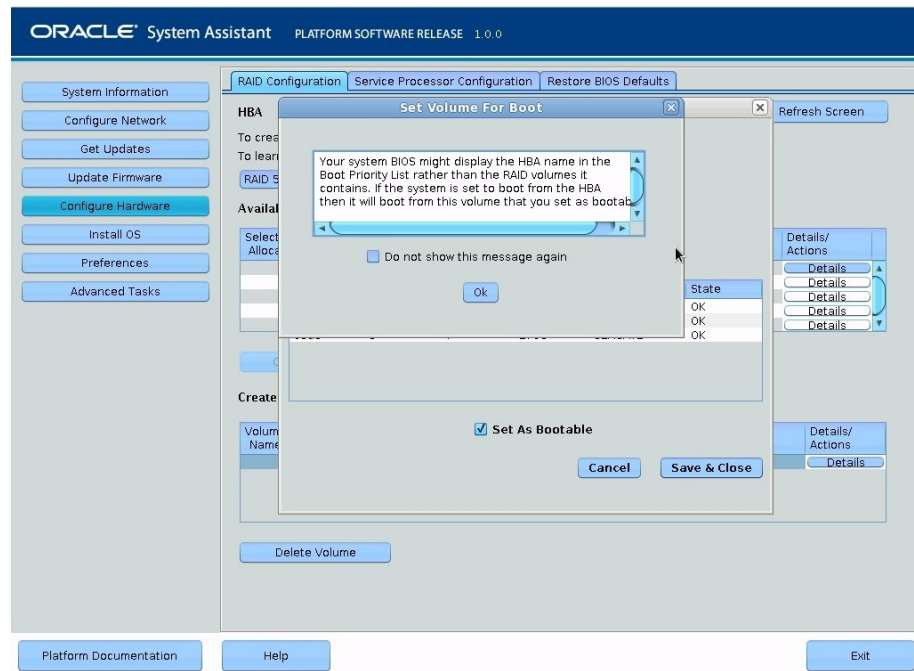 ORACLE System Assistant PLATFORM SOFTWARE RELEASE 1.0.0
System Information
Configure Network
Get Updates
Update Firmware
Configure Hardware
Install OS
Preferences
Advanced Tasks
RAID Configuration Service Processor Configuration Restore BIOS Defaults
HBA
Refresh Screen
To crea
To lear
RAID S
Availal
Select
Alloca
Details/
Actions
Details
Details
Details
Details
Details
Set Volume For Boot
Your system BIOS might display the HBA name in the
Boot Priority List rather than the RAID volumes it
contains. If the system is set to boot from the HBA
then it will boot from this volume that you set as bootab
Do not show this message again
Ok
State
OK
OK
OK
Create
Volum
Name
Details/
Actions
Details
Set As Bootable
Cancel Save & Close
Delete Volume
Platform Documentation Help Exit